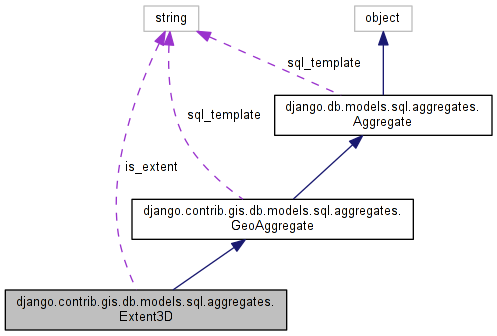 string
object
sql_template
django.db.models.sql.aggregates.
Aggregate
sql_template
is_extent
django.contrib.gis.db.models.sql.aggregates.
GeoAggregate
django.contrib.gis.db.models.sql.aggregates.
Extent3D